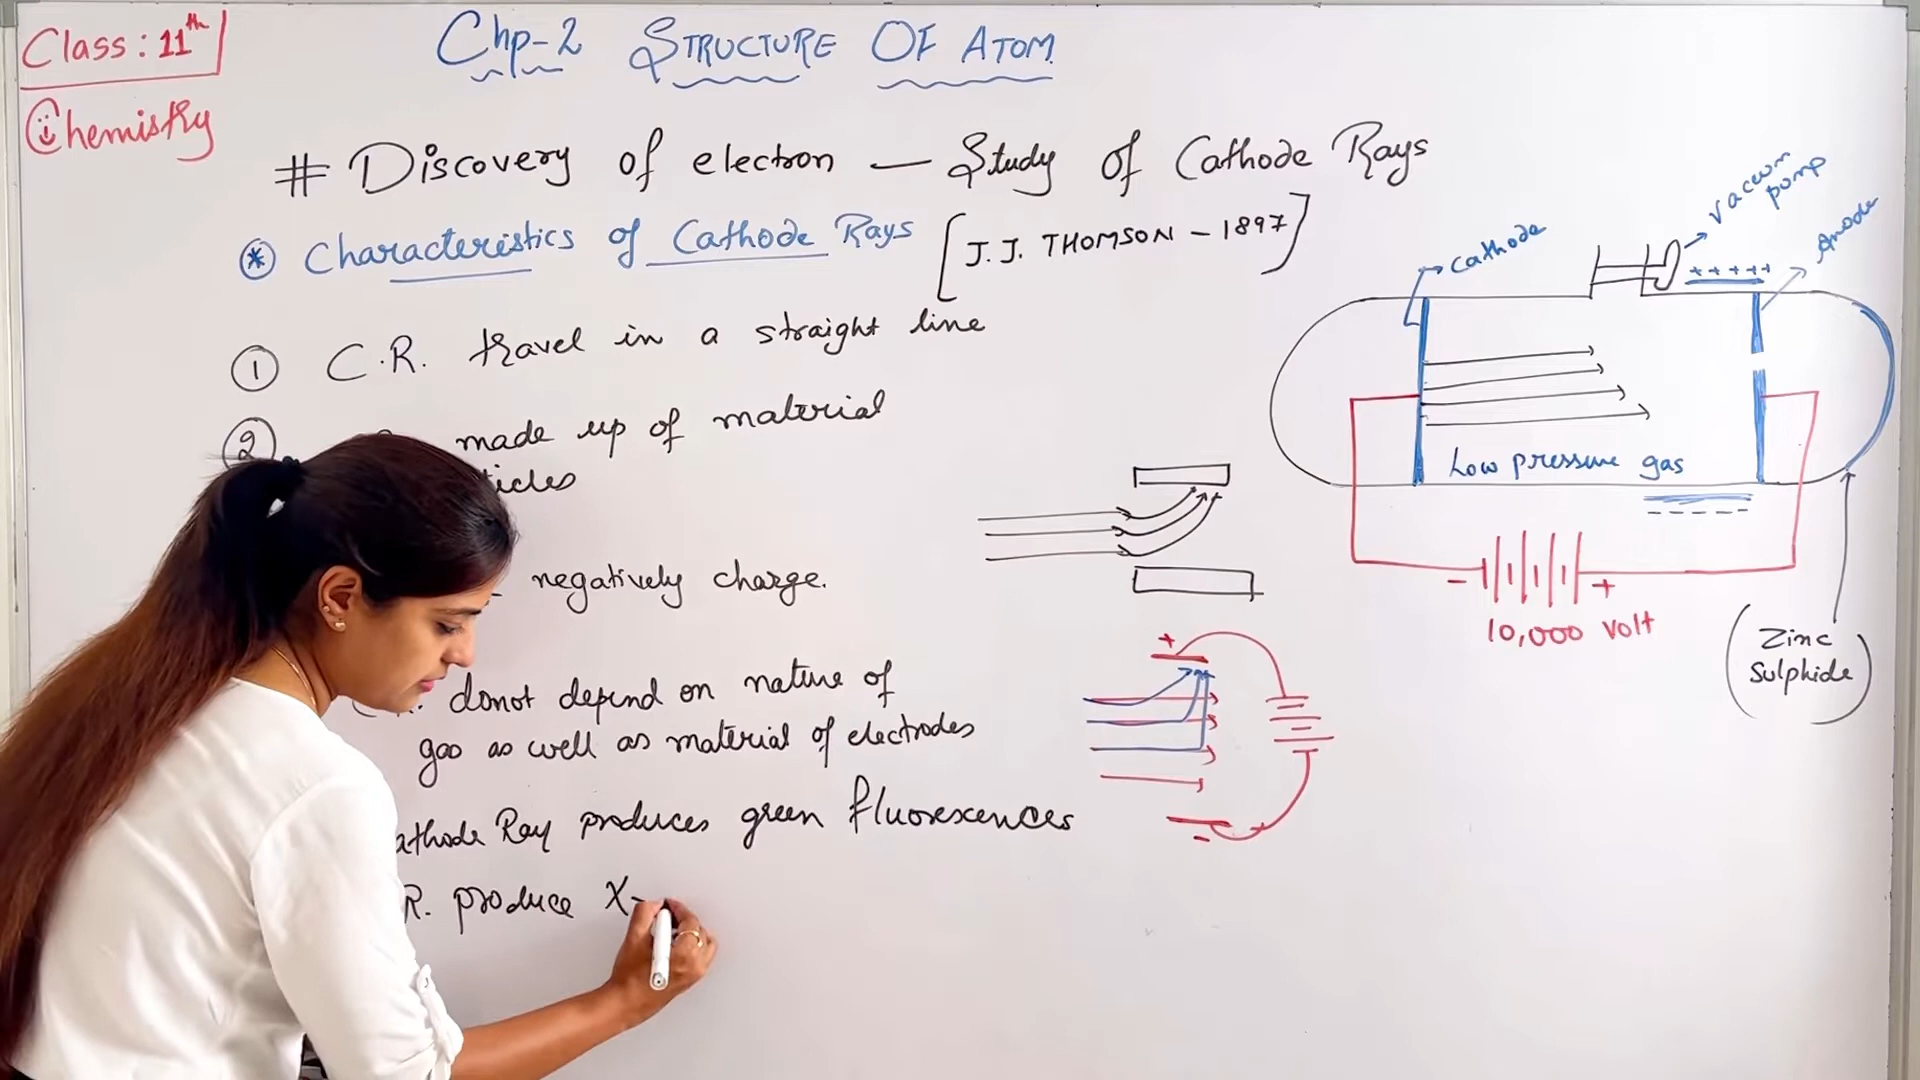 Class: 11th
Chemistry
Chp-2 STRUCTURE OF ATOM
# Discovery of electron — Study of Cathode Rays
* Characteristics of Cathode Rays [J.J. THOMSON - 1897]
1 C.R. travel in a straight line
2 made up of material
ticles
negatively charge.
donot depend on nature of
gas as well as material of electrodes
athode Ray produces green fluorescences
R. produce X-
Cathode
Vacuum
pump
Anode
+ + + + +
Low pressure gas
- +
10,000 volt
(Zinc
Sulphide)
+
-